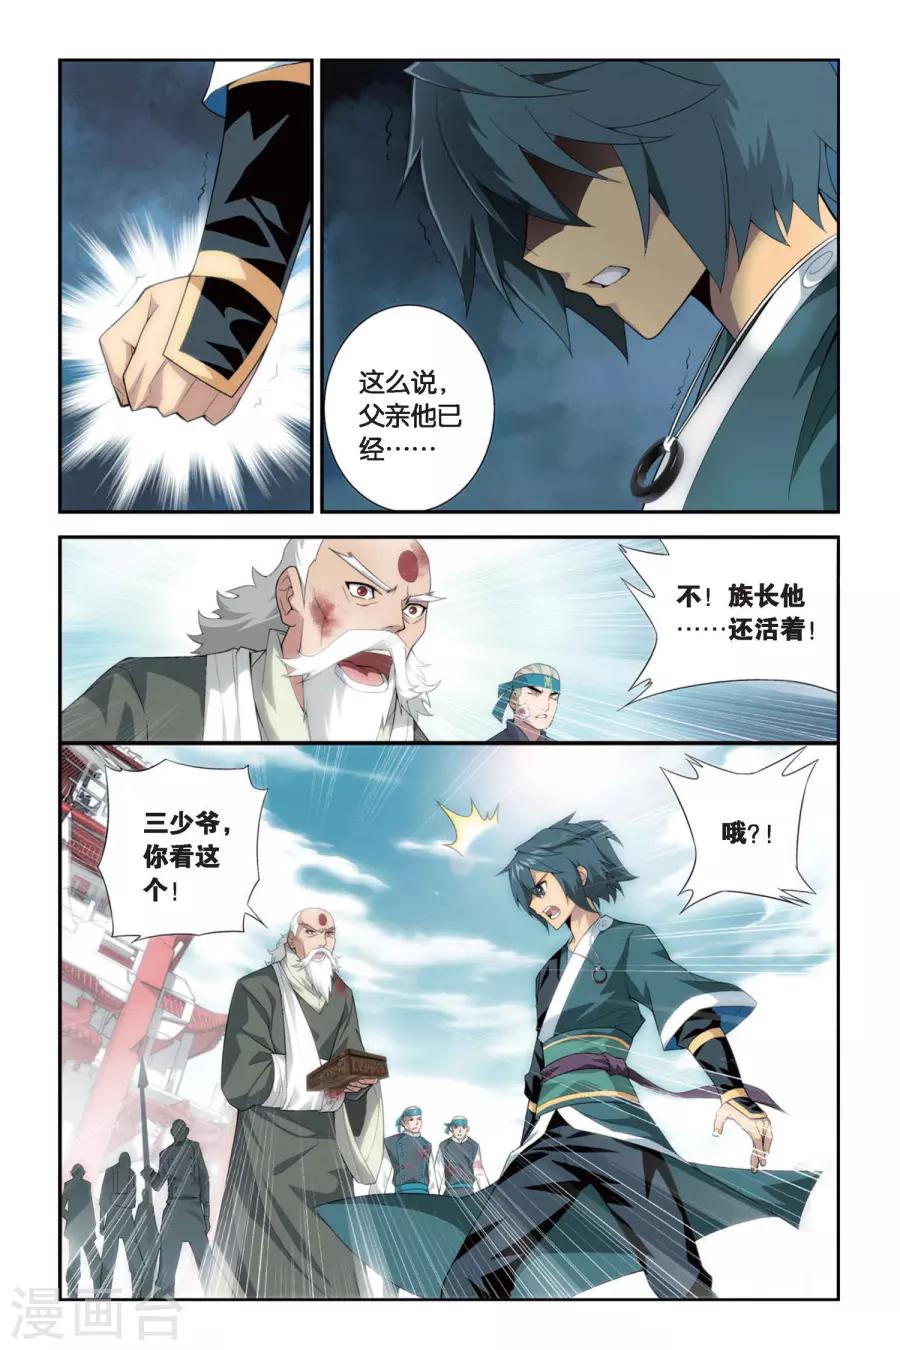 这么说，
父亲他已
经……
不！族长他
……还活着！
三少爷，
你看这
个！
哦？！
漫画台